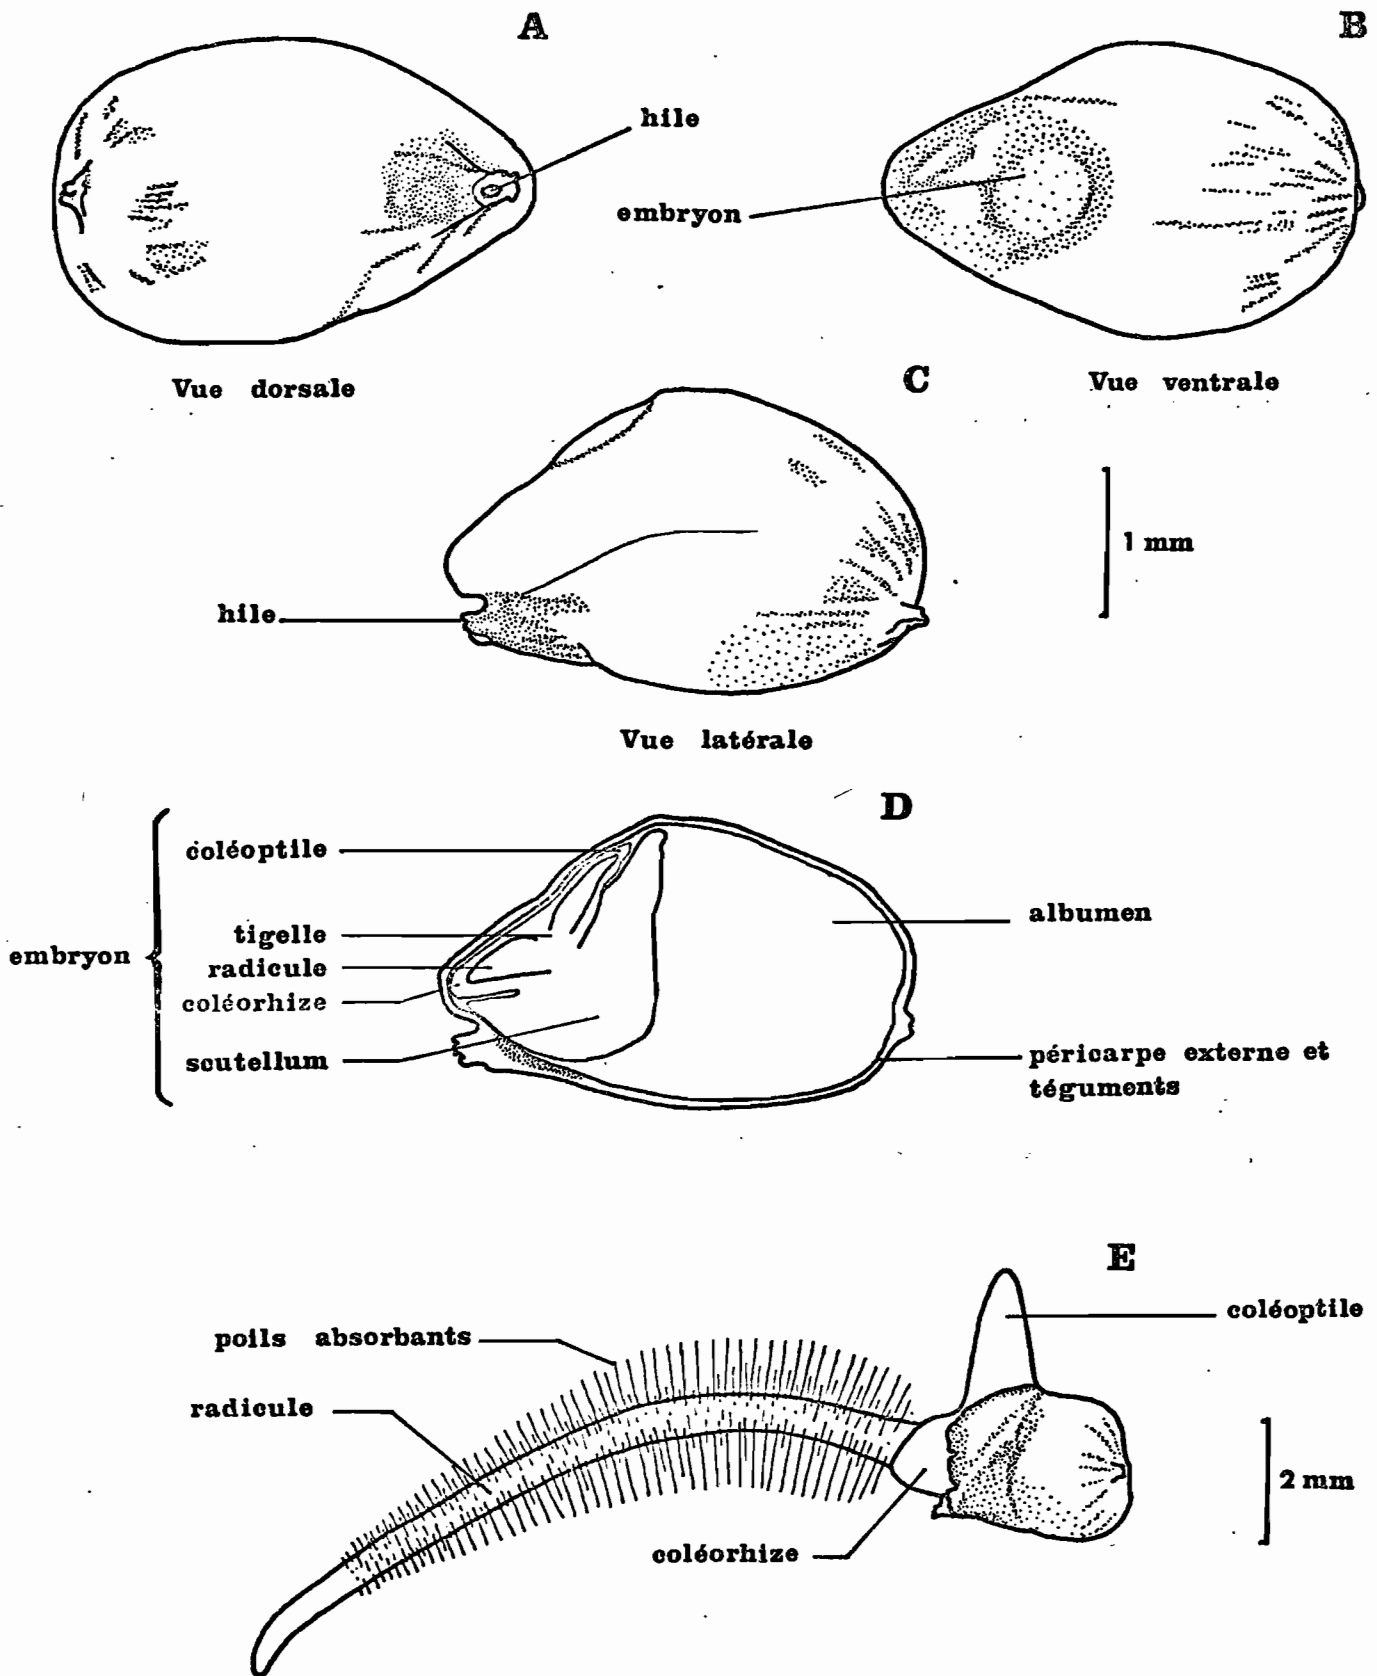 A
B
hile
embryon
Vue dorsale
C
Vue ventrale
1 mm
hile
Vue latérale
D
coléoptile
embryon
tigelle
radicule
coléorhize
scutellum
albumen
péricarpe externe et
téguments
E
coléoptile
poils absorbants
radicule
2 mm
coléorhize